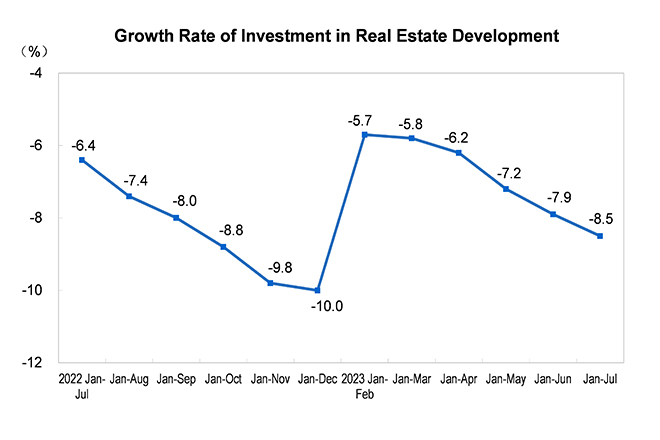 Growth Rate of Investment in Real Estate Development
（%）
-4
-6
-8
-10
-12
-6.4
-7.4
-8.0
-8.8
-9.8
-10.0
-5.7
-5.8
-6.2
-7.2
-7.9
-8.5
2022 Jan-
Jul
Jan-Aug
Jan-Sep
Jan-Oct
Jan-Nov
Jan-Dec
2023 Jan-
Feb
Jan-Mar
Jan-Apr
Jan-May
Jan-Jun
Jan-Jul